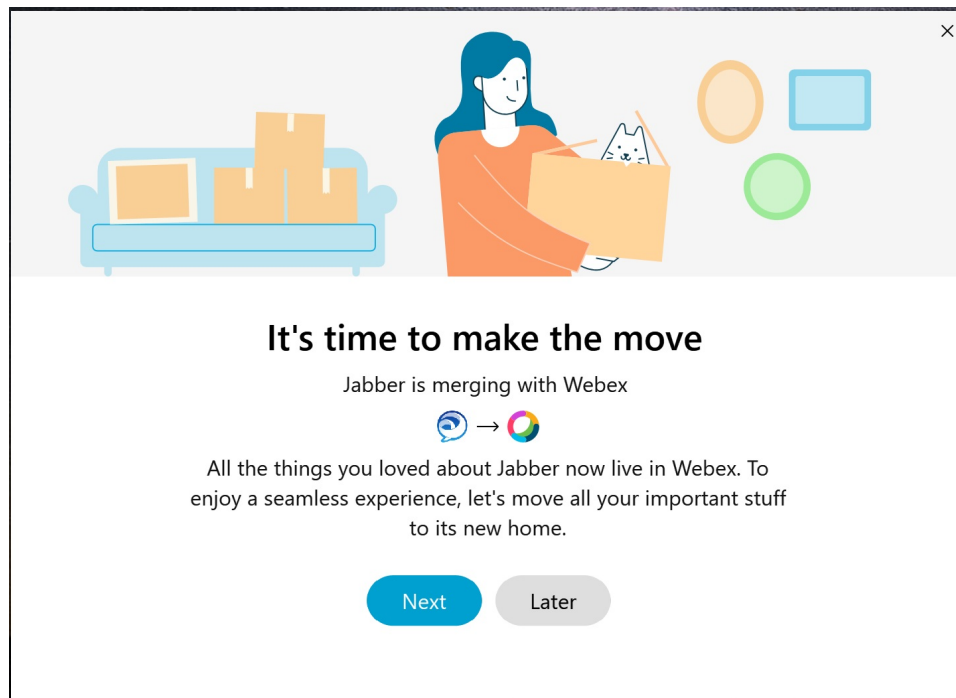 It's time to make the move
Jabber is merging with Webex
All the things you loved about Jabber now live in Webex. To
enjoy a seamless experience, let's move all your important stuff
to its new home.
Next
Later